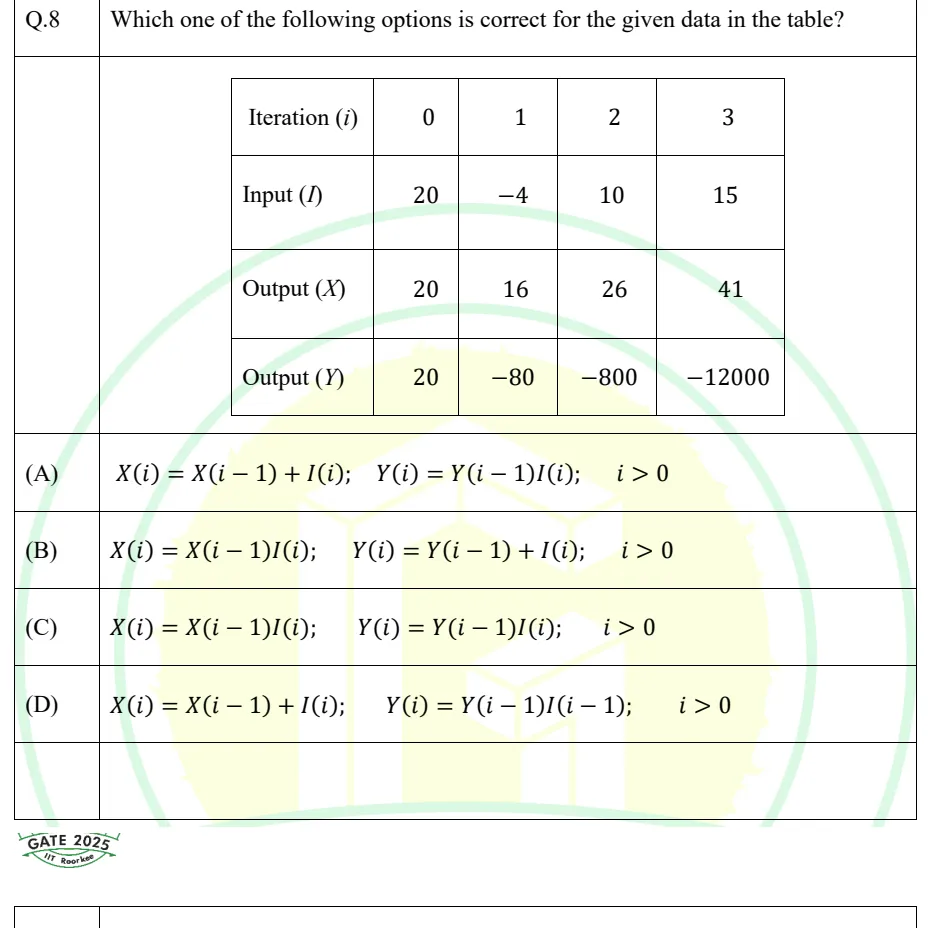 Q.8 Which one of the following options is correct for the given data in the table?
Iteration (i) 0 1 2 3
Input (I) 20 −4 10 15
Output (X) 20 16 26 41
Output (Y) 20 −80 −800 −12000
(A) X(i) = X(i − 1) + I(i); Y(i) = Y(i − 1)I(i); i > 0
(B) X(i) = X(i − 1)I(i); Y(i) = Y(i − 1) + I(i); i > 0
(C) X(i) = X(i − 1)I(i); Y(i) = Y(i − 1)I(i); i > 0
(D) X(i) = X(i − 1) + I(i); Y(i) = Y(i − 1)I(i − 1); i > 0
GATE 2025
IIT Roorkee